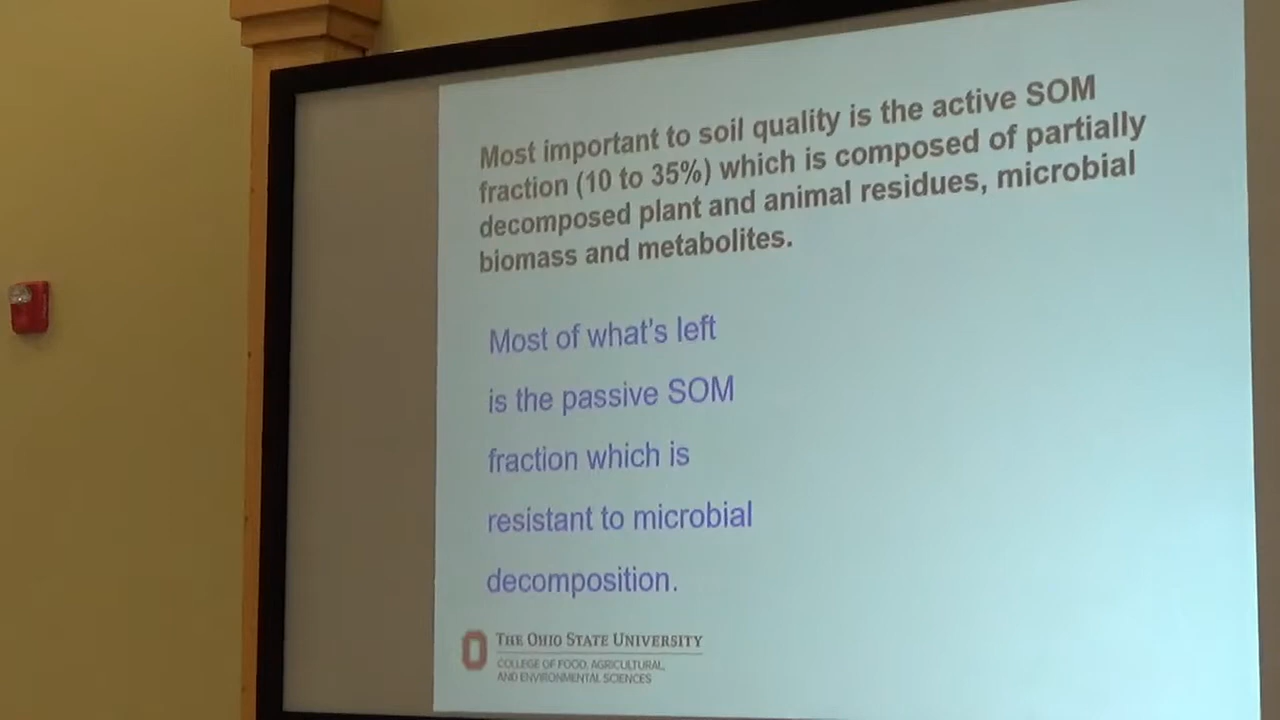 Most important to soil quality is the active SOM
fraction (10 to 35%) which is composed of partially
decomposed plant and animal residues, microbial
biomass and metabolites.
Most of what's left
is the passive SOM
fraction which is
resistant to microbial
decomposition.
THE OHIO STATE UNIVERSITY
COLLEGE OF FOOD, AGRICULTURAL,
AND ENVIRONMENTAL SCIENCES